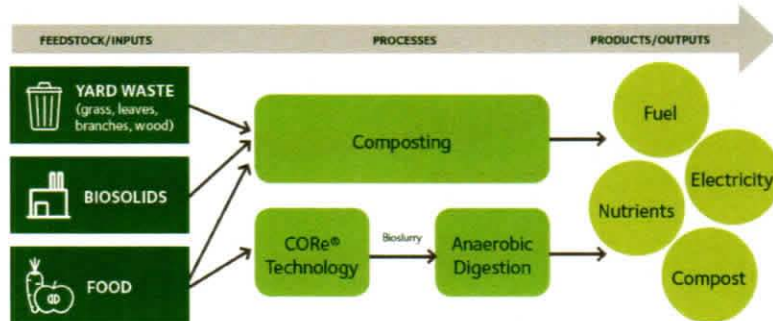 FEEDSTOCK/INPUTS
PROCESSES
PRODUCTS/OUTPUTS
YARD WASTE
(grass, leaves,
branches, wood)
BIOSOLIDS
FOOD
Composting
CORe®
Technology
Bioslurry
Anaerobic
Digestion
Fuel
Electricity
Nutrients
Compost